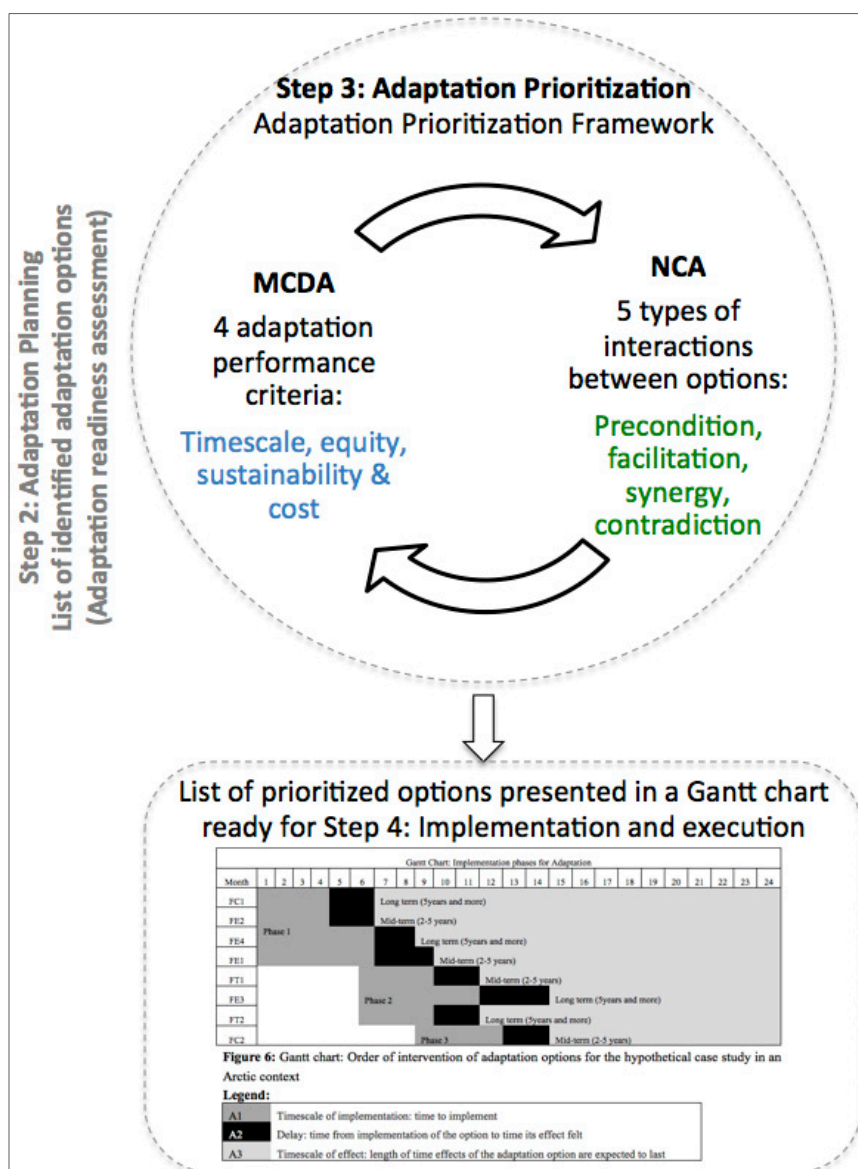 Step 3: Adaptation Prioritization
Adaptation Prioritization Framework
Step 2: Adaptation Planning
List of identified adaptation options
(Adaptation readiness assessment)
MCDA
4 adaptation
performance
criteria:
Timescale, equity,
sustainability &
cost
NCA
5 types of
interactions
between options:
Precondition,
facilitation,
synergy,
contradiction
List of prioritized options presented in a Gantt chart
ready for Step 4: Implementation and execution
Gantt Chart: Implementation phases for Adaptation
Month 1 2 3 4 5 6 7 8 9 10 11 12 13 14 15 16 17 18 19 20 21 22 23 24
FC1 Long term (5years and more)
FE2 Mid-term (2-5 years)
Phase 1
FE4 Long term (5years and more)
FE1 Mid-term (2-5 years)
FT1 Mid-term (2-5 years)
FE3 Phase 2 Long term (5years and more)
FT2 Long term (5years and more)
FC2 Phase 3 Mid-term (2-5 years)
Figure 6: Gantt chart: Order of intervention of adaptation options for the hypothetical case study in an
Arctic context
Legend:
A1 Timescale of implementation: time to implement
A2 Delay: time from implementation of the option to time its effect felt
A3 Timescale of effect: length of time effects of the adaptation option are expected to last